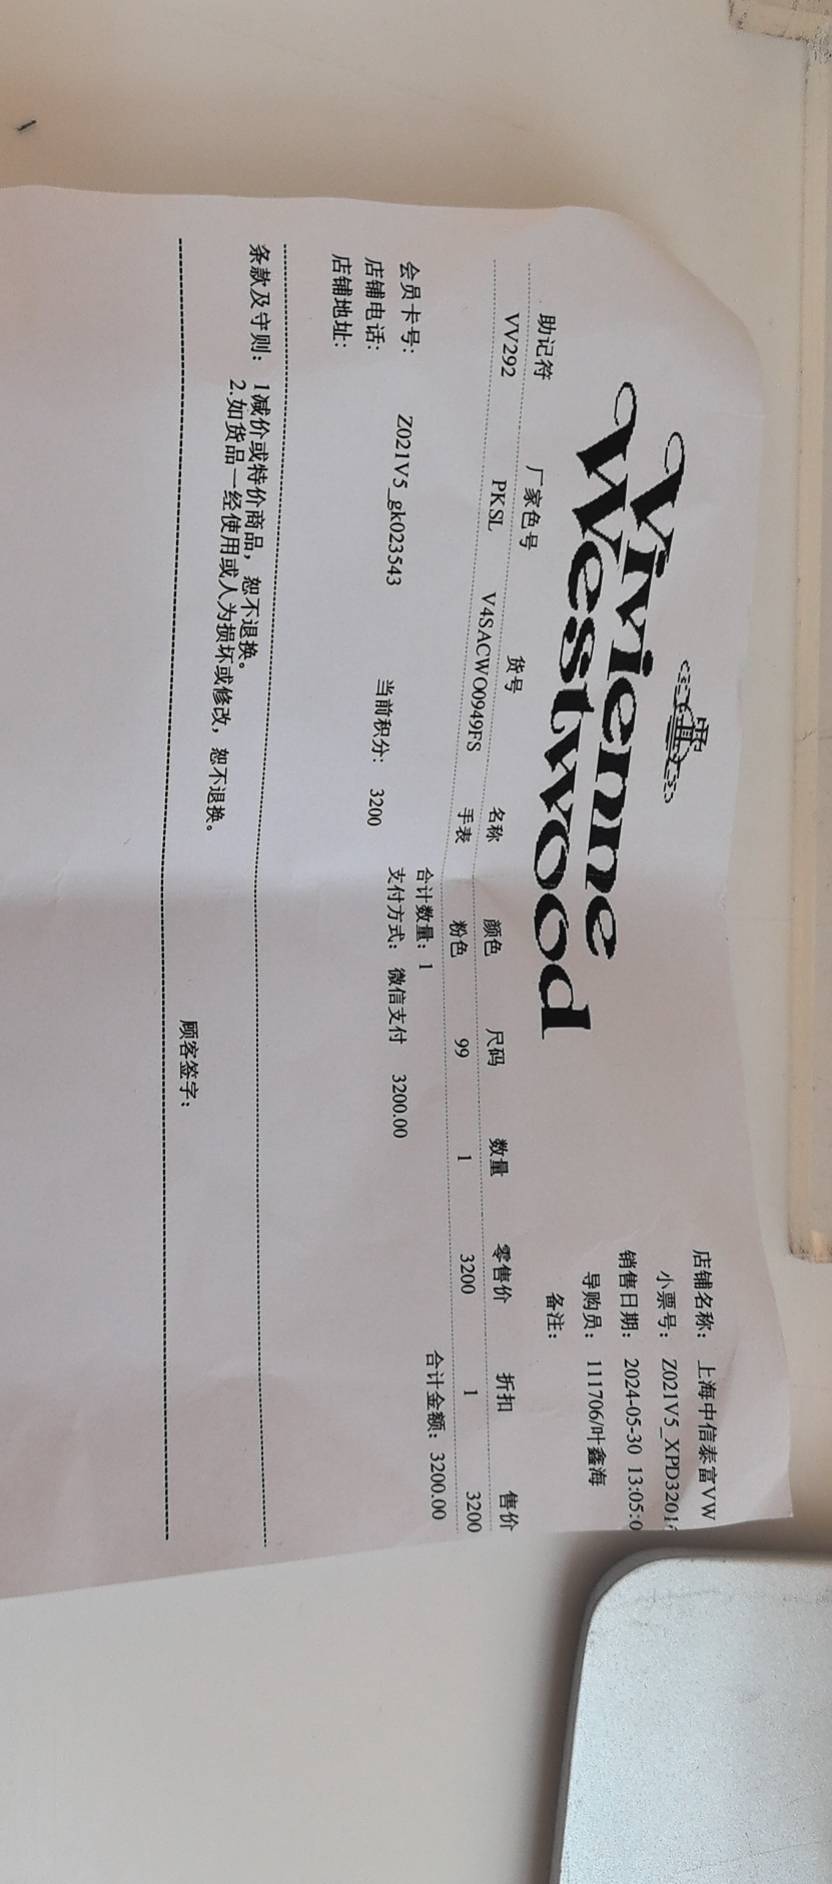 Vivienne
Westwood
店铺名称: 上海中信泰富VW
小票号: Z021V5_XPD3201
销售日期: 2024-05-30 13:05:0
导购员: 111706/叶鑫海
备注:
助记符 厂家色号 货号 名称 颜色 尺码 数量 零售价 折扣 售价
VV292 PKSL V4SACWO0949FS 手表 粉色 99 1 3200 1 3200
合计数量: 1 合计金额: 3200.00
会员卡号: Z021V5_gk023543 当前积分: 3200 支付方式: 微信支付 3200.00
店铺电话:
店铺地址:
条款及守则: 1减价或特价商品，恕不退换。
2.如货品一经使用或人为损坏或修改，恕不退换。
顾客签字: